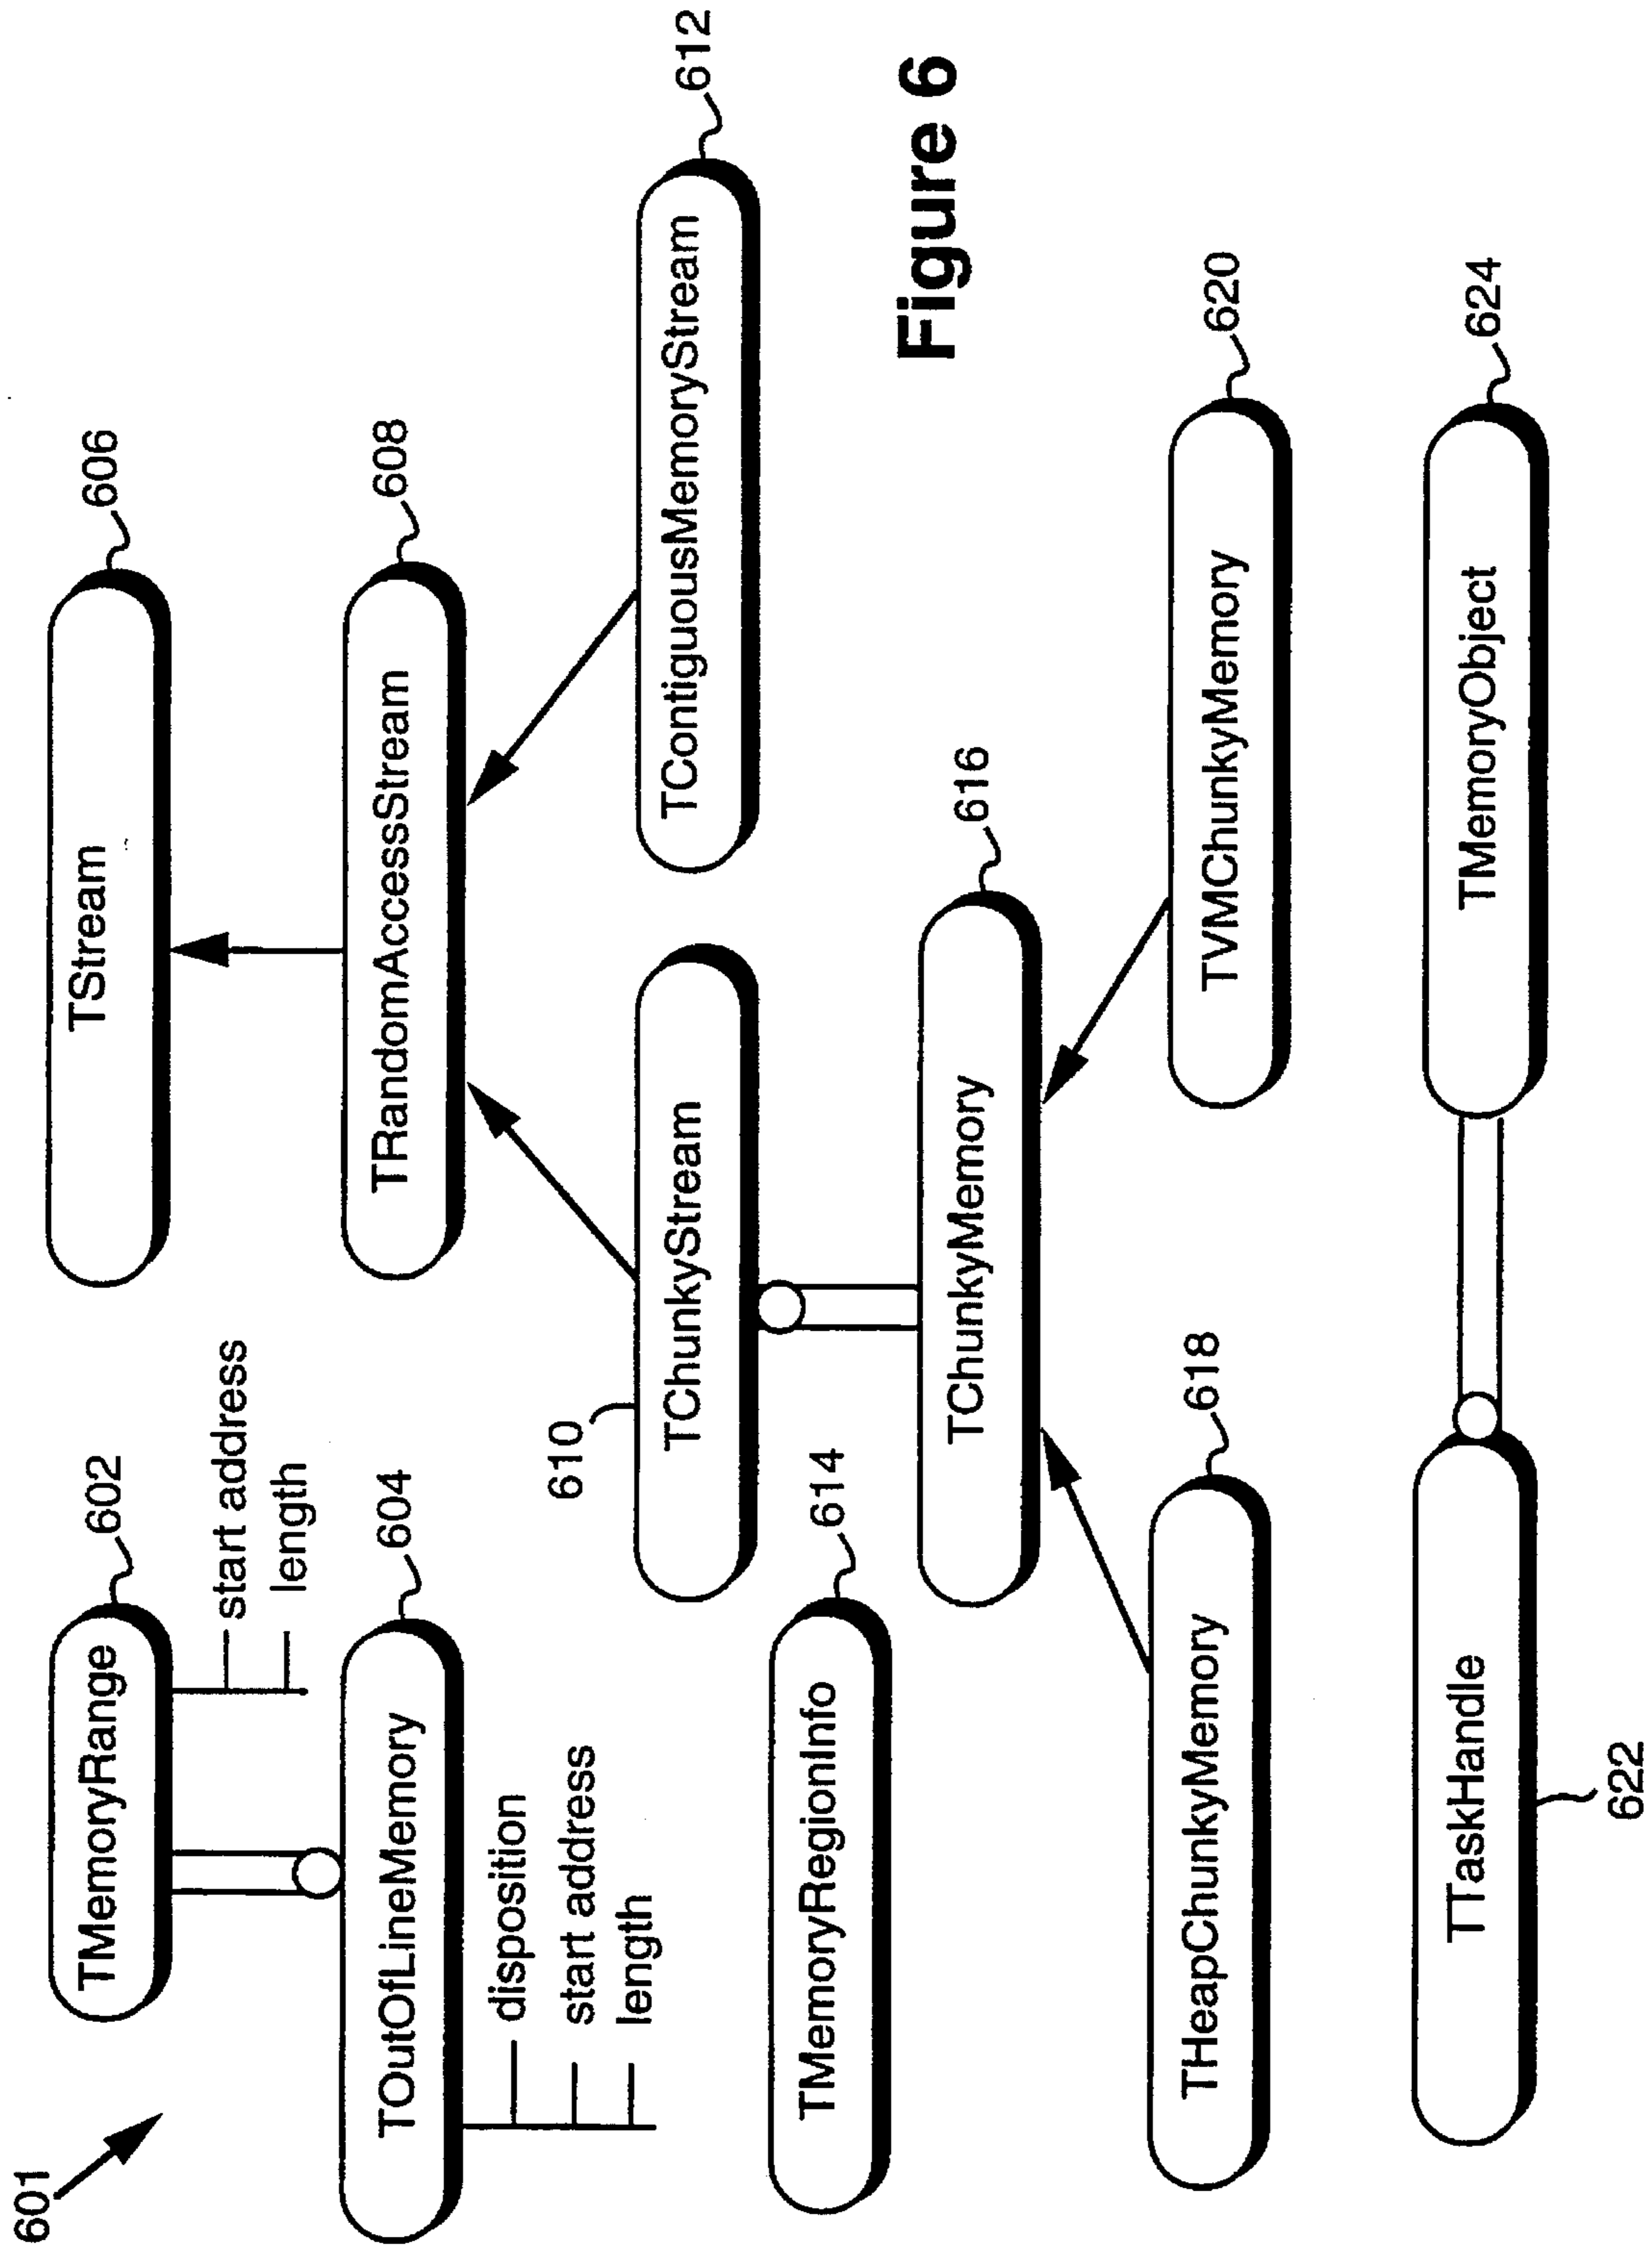 601
TMemoryRange
602
start address
length
TOutOfLineMemory
604
disposition
start address
length
TStream
606
TRandomAccessStream
608
610
TChunkyStream
TContiguousMemoryStream
612
TMemoryRegionInfo
614
TChunkyMemory
616
Figure 6
THeapChunkyMemory
618
TVMChunkyMemory
620
TTaskHandle
622
TMemoryObject
624